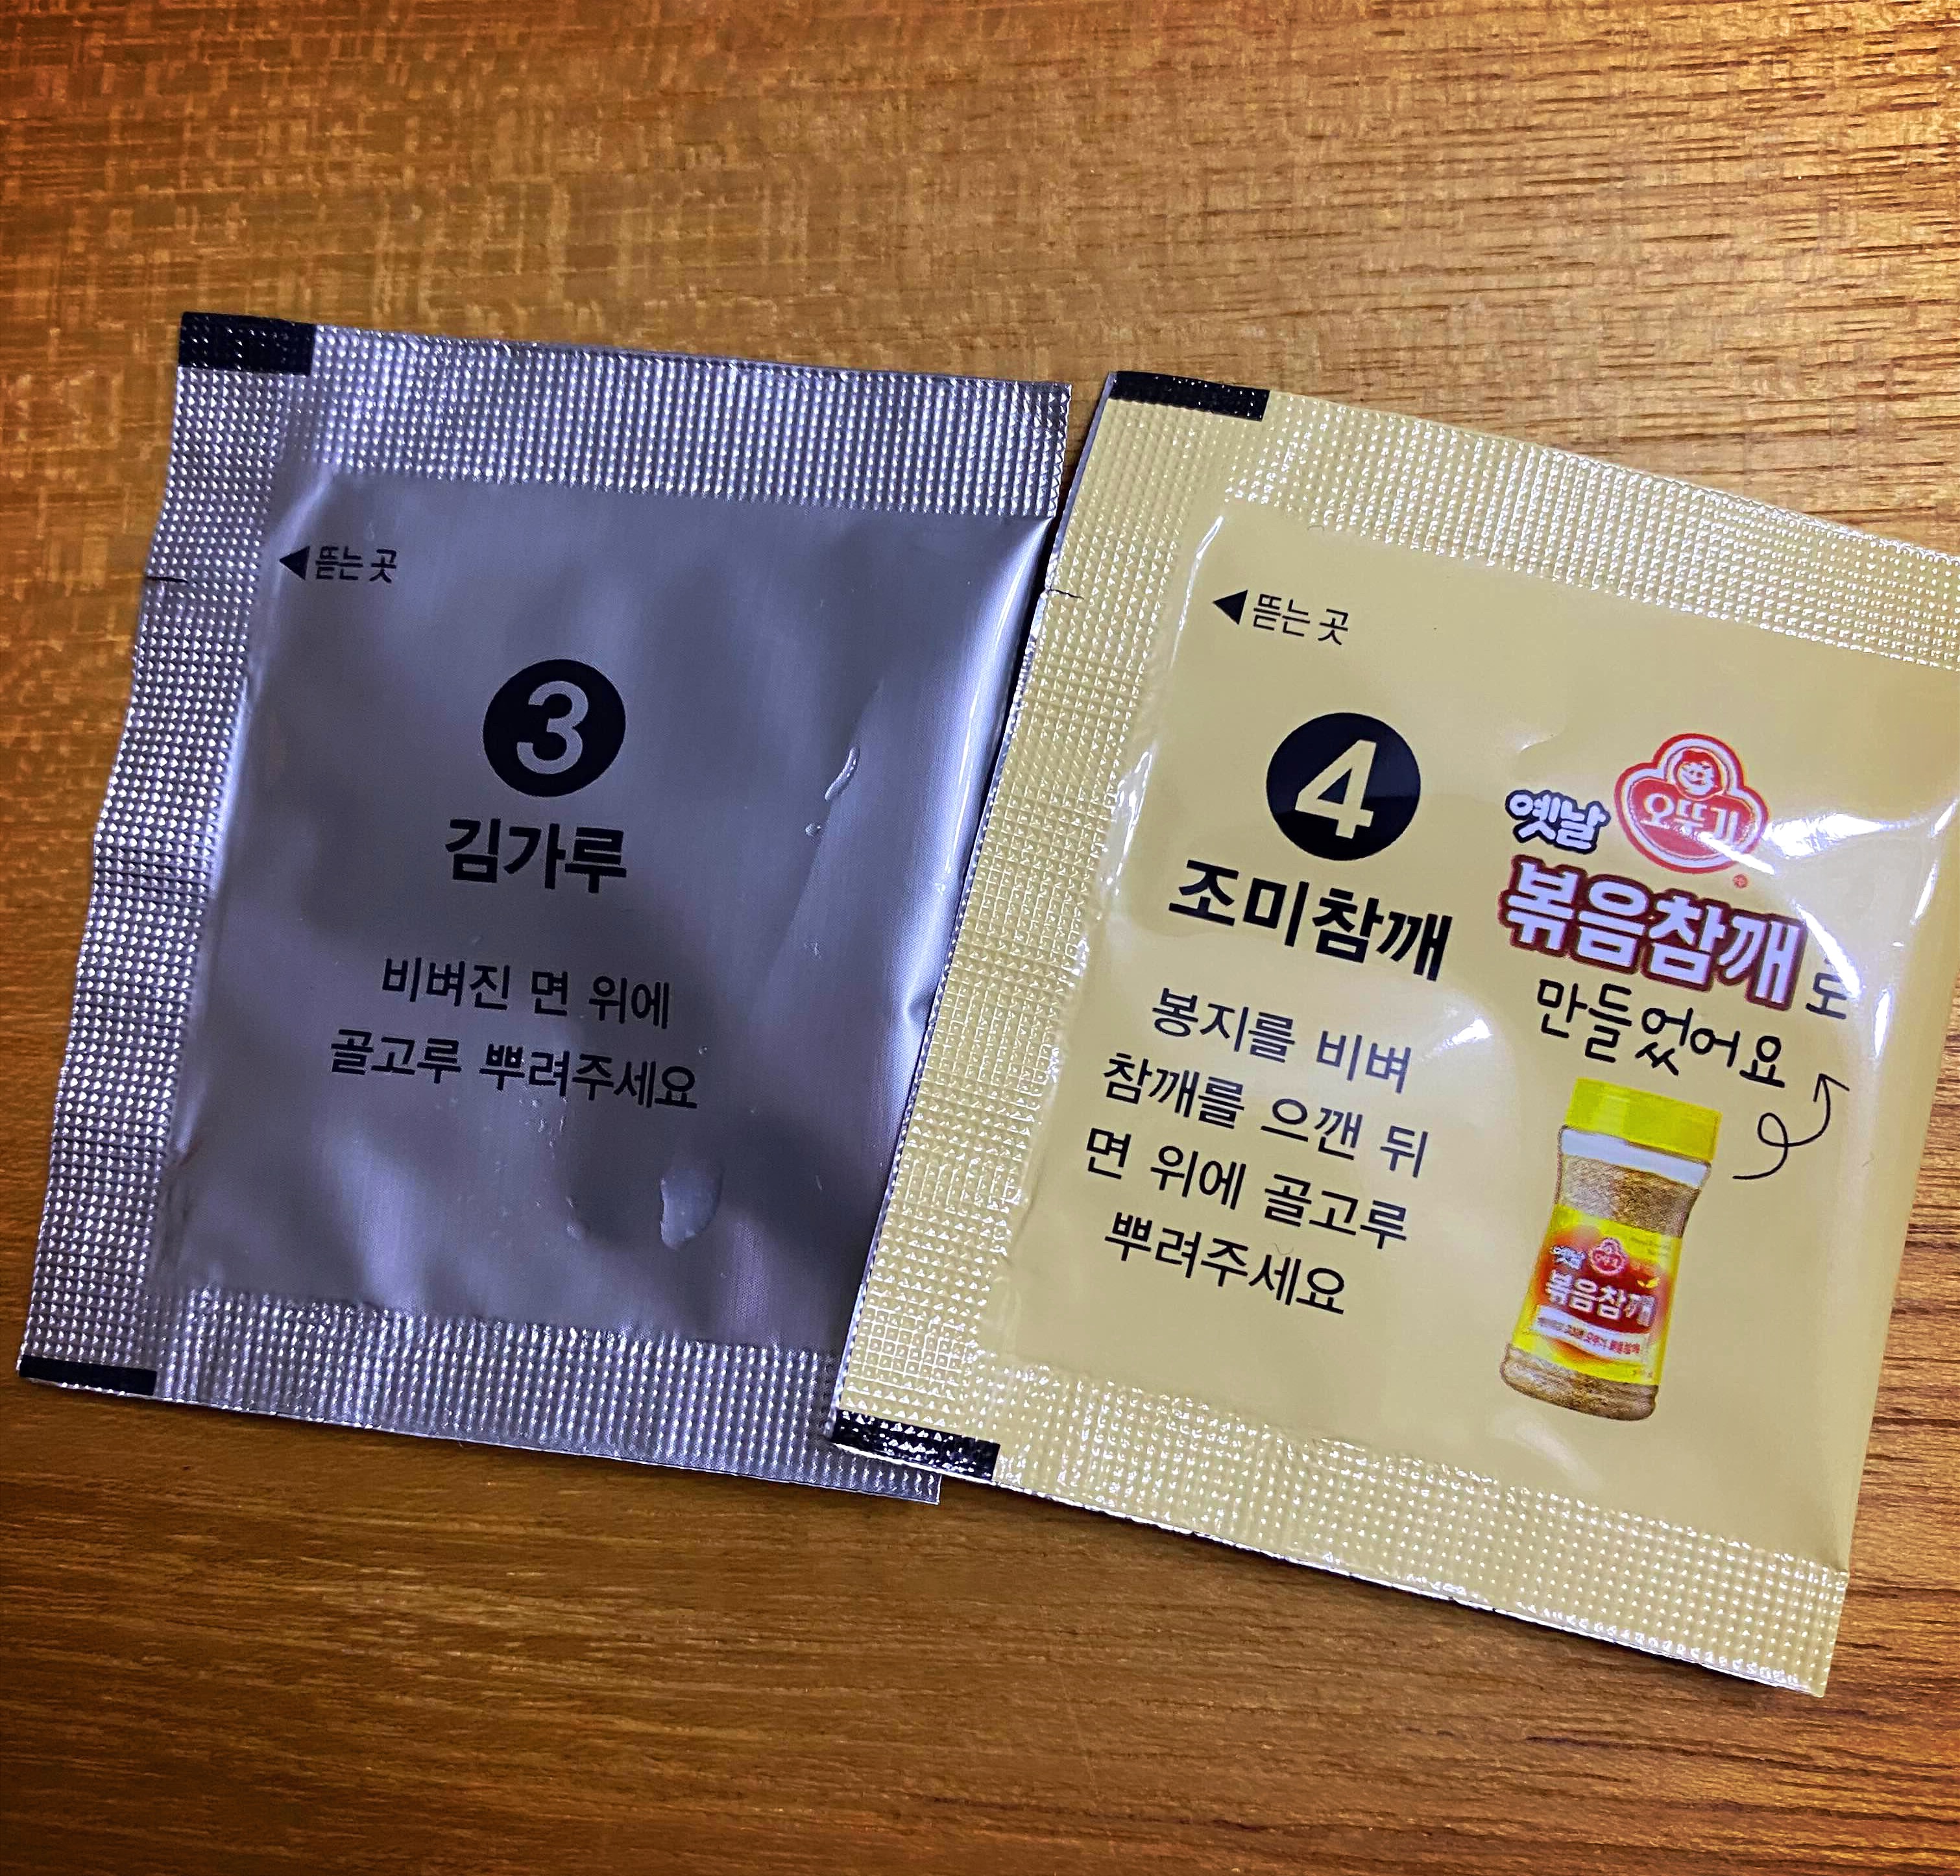 ◀뜯는 곳
3
김가루
비벼진 면 위에
골고루 뿌려주세요
◀뜯는 곳
4
조미참깨
봉지를 비벼
참깨를 으깬 뒤
면 위에 골고루
뿌려주세요
옛날 오뚜기
볶음참깨로
만들었어요
옛날
볶음참깨